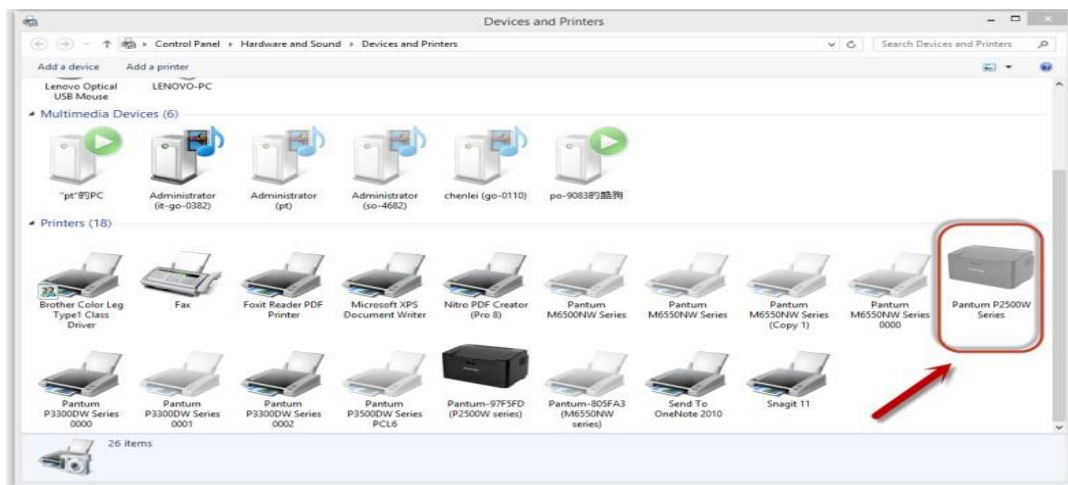 Devices and Printers
Control Panel
Hardware and Sound
Devices and Printers
Search Devices and Printers
Add a device
Add a printer
Lenovo Optical
USB Mouse
LENOVO-PC
Multimedia Devices (6)
"pt"的PC
Administrator
(it-go-0382)
Administrator
(pt)
Administrator
(so-4682)
chenlei (go-0110)
po-9083的酷狗
Printers (18)
Brother Color Leg
Type1 Class
Driver
Fax
Foxit Reader PDF
Printer
Microsoft XPS
Document Writer
Nitro PDF Creator
(Pro 8)
Pantum
M6500NW Series
Pantum
M6550NW Series
Pantum
M6550NW Series
(Copy 1)
Pantum
M6550NW Series
0000
Pantum P2500W
Series
Pantum
P3300DW Series
0000
Pantum
P3300DW Series
0001
Pantum
P3300DW Series
0002
Pantum
P3500DW Series
PCL6
Pantum-97F5FD
(P2500W series)
Pantum-805FA3
(M6550NW
series)
Send To
OneNote 2010
Snagit 11
26 items